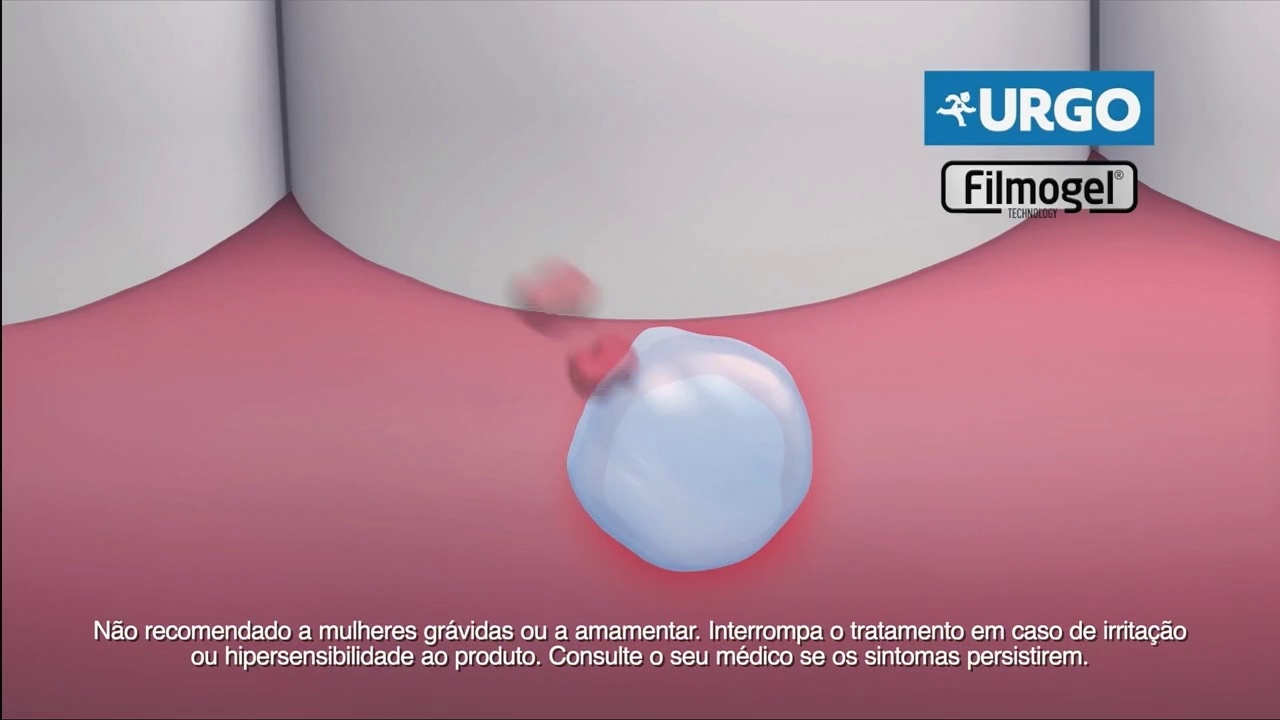 URGO
Filmogel®
TECHNOLOGY
Não recomendado a mulheres grávidas ou a amamentar. Interrompa o tratamento em caso de irritação
ou hipersensibilidade ao produto. Consulte o seu médico se os sintomas persistirem.